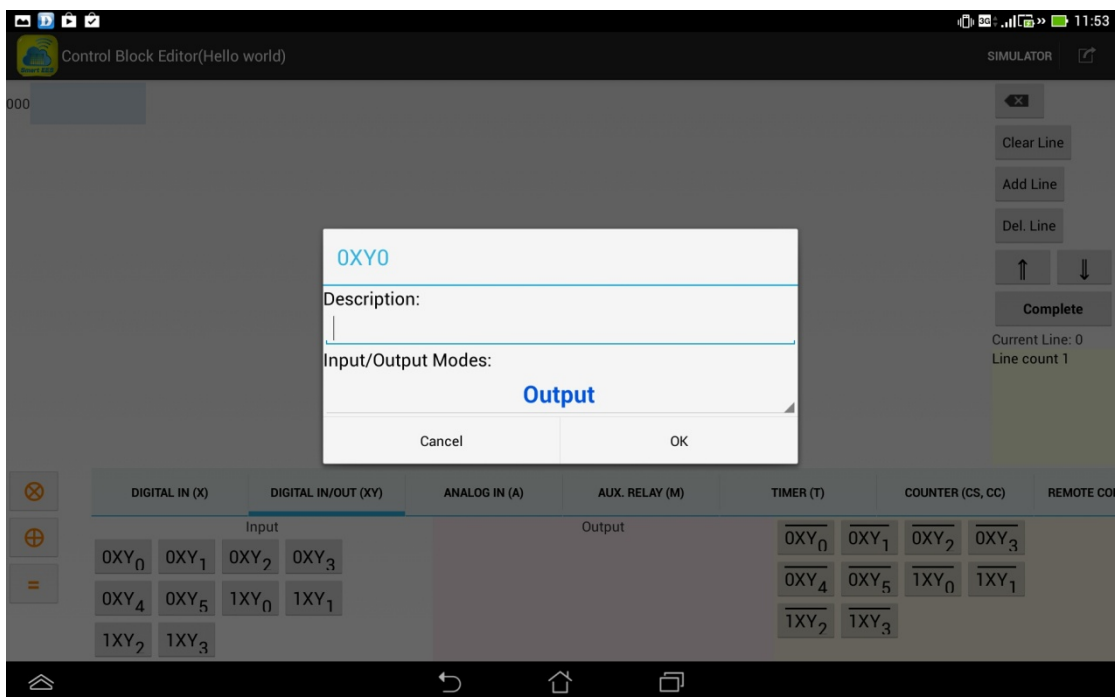 3G 11:53
Control Block Editor(Hello world) SIMULATOR
000
Clear Line
Add Line
Del. Line
⇑ ⇓
Complete
Current Line: 0
Line count 1
0XY0
Description:
Input/Output Modes:
Output
Cancel OK
DIGITAL IN (X) DIGITAL IN/OUT (XY) ANALOG IN (A) AUX. RELAY (M) TIMER (T) COUNTER (CS, CC) REMOTE CO
Input Output
0XY₀ 0XY₁ 0XY₂ 0XY₃
0XY₄ 0XY₅ 1XY₀ 1XY₁
1XY₂ 1XY₃
0XY₀ 0XY₁ 0XY₂ 0XY₃
0XY₄ 0XY₅ 1XY₀ 1XY₁
1XY₂ 1XY₃
=